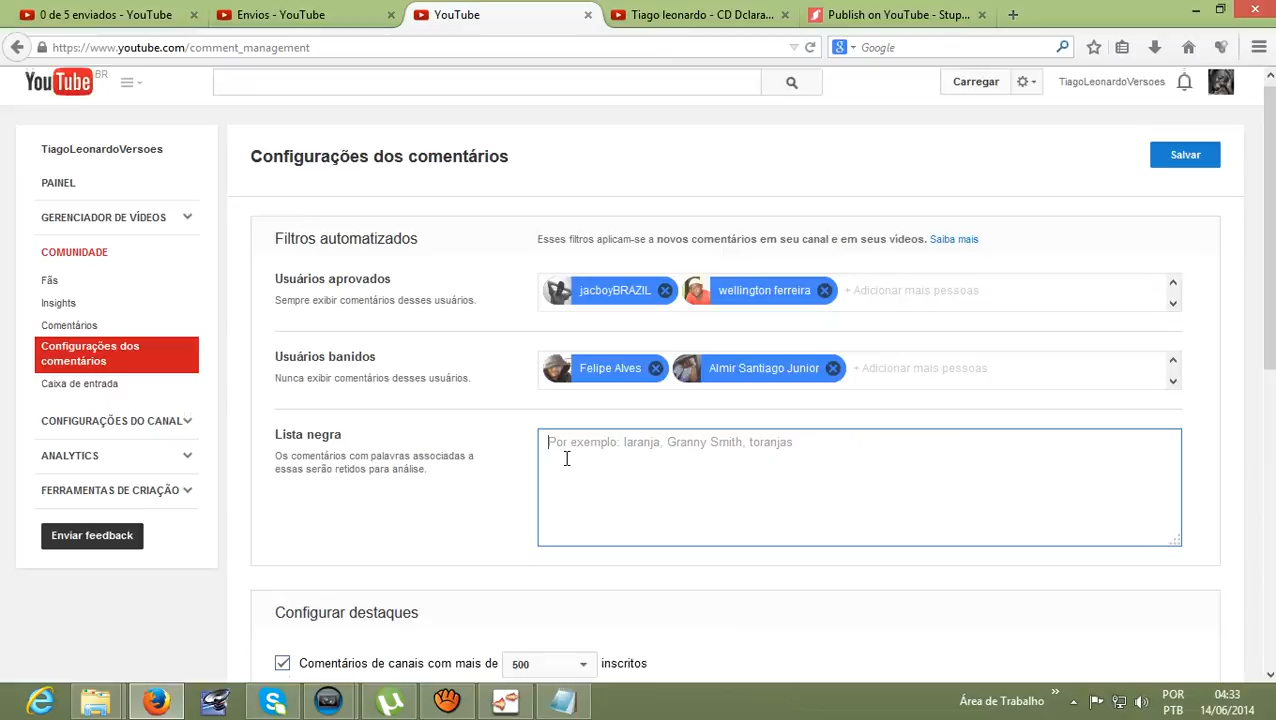 0 de 5 enviados - YouTube
Envios - YouTube
YouTube
Tiago leonardo - CD Dclara...
Publish on YouTube - Stup...
https://www.youtube.com/comment_management
Google
YouTube BR
Carregar
TiagoLeonardoVersoes
TiagoLeonardoVersoes
PAINEL
GERENCIADOR DE VÍDEOS
COMUNIDADE
Fãs
Insights
Comentários
Configurações dos
comentários
Caixa de entrada
CONFIGURAÇÕES DO CANAL
ANALYTICS
FERRAMENTAS DE CRIAÇÃO
Enviar feedback
Configurações dos comentários
Salvar
Filtros automatizados
Esses filtros aplicam-se a novos comentários em seu canal e em seus vídeos. Saiba mais
Usuários aprovados
Sempre exibir comentários desses usuários.
jacboyBRAZIL
wellington ferreira
+ Adicionar mais pessoas
Usuários banidos
Nunca exibir comentários desses usuários.
Felipe Alves
Almir Santiago Junior
+ Adicionar mais pessoas
Lista negra
Os comentários com palavras associadas a
essas serão retidos para análise.
Por exemplo: laranja, Granny Smith, toranjas
Configurar destaques
Comentários de canais com mais de 500 inscritos
Área de Trabalho
POR
PTB
04:33
14/06/2014